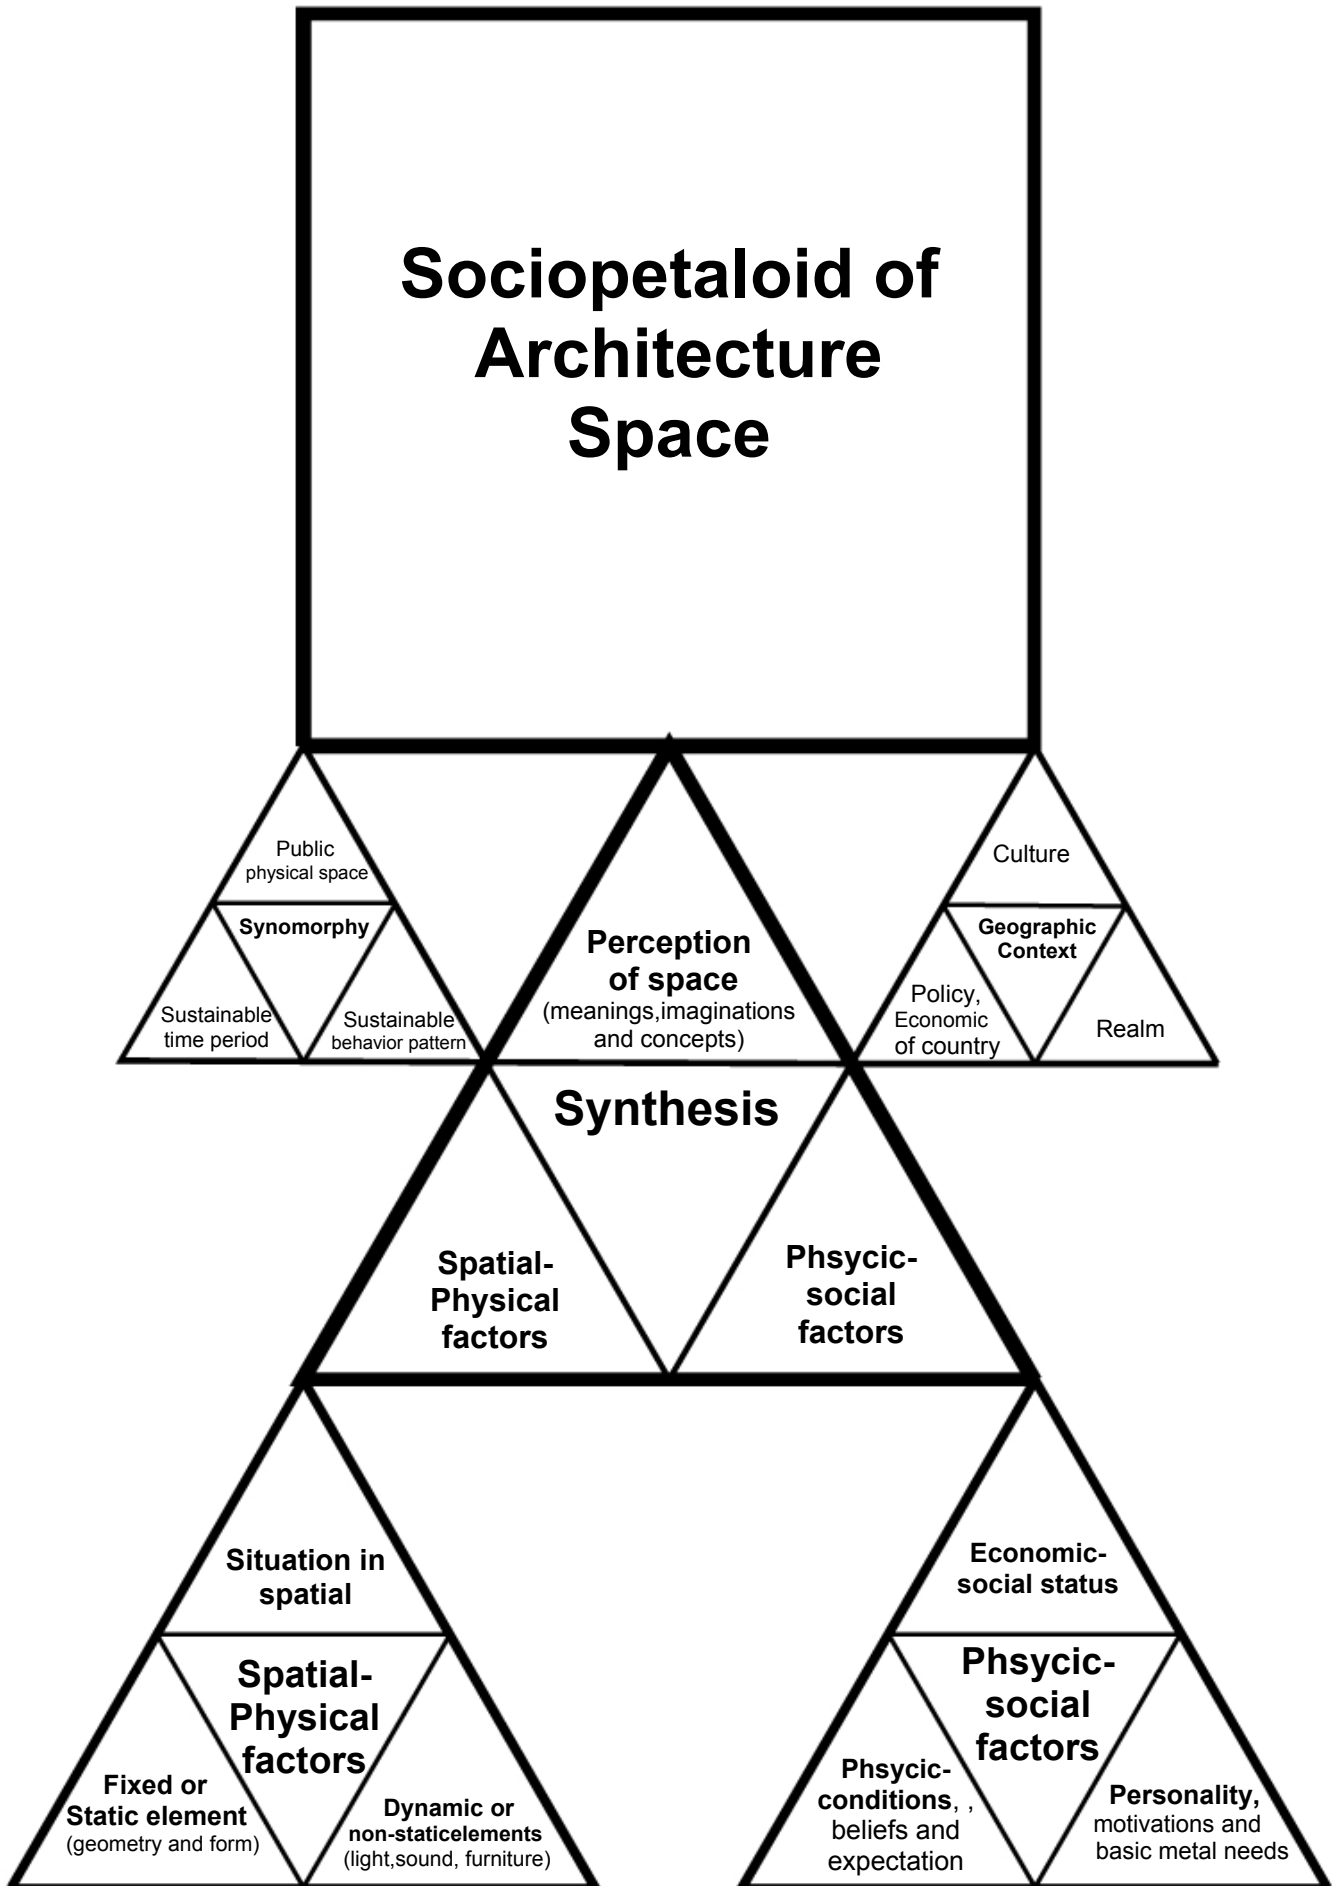 Sociopetaloid of
Architecture
Space
Public
physical space
Synomorphy
Sustainable
time period
Sustainable
behavior pattern
Perception
of space
(meanings,imaginations
and concepts)
Culture
Geographic
Context
Policy,
Economic
of country
Realm
Synthesis
Spatial-
Physical
factors
Phsycic-
social
factors
Situation in
spatial
Spatial-
Physical
factors
Fixed or
Static element
(geometry and form)
Dynamic or
non-staticelements
(light,sound, furniture)
Economic-
social status
Phsycic-
social
factors
Phsycic-
conditions, ,
beliefs and
expectation
Personality,
motivations and
basic metal needs